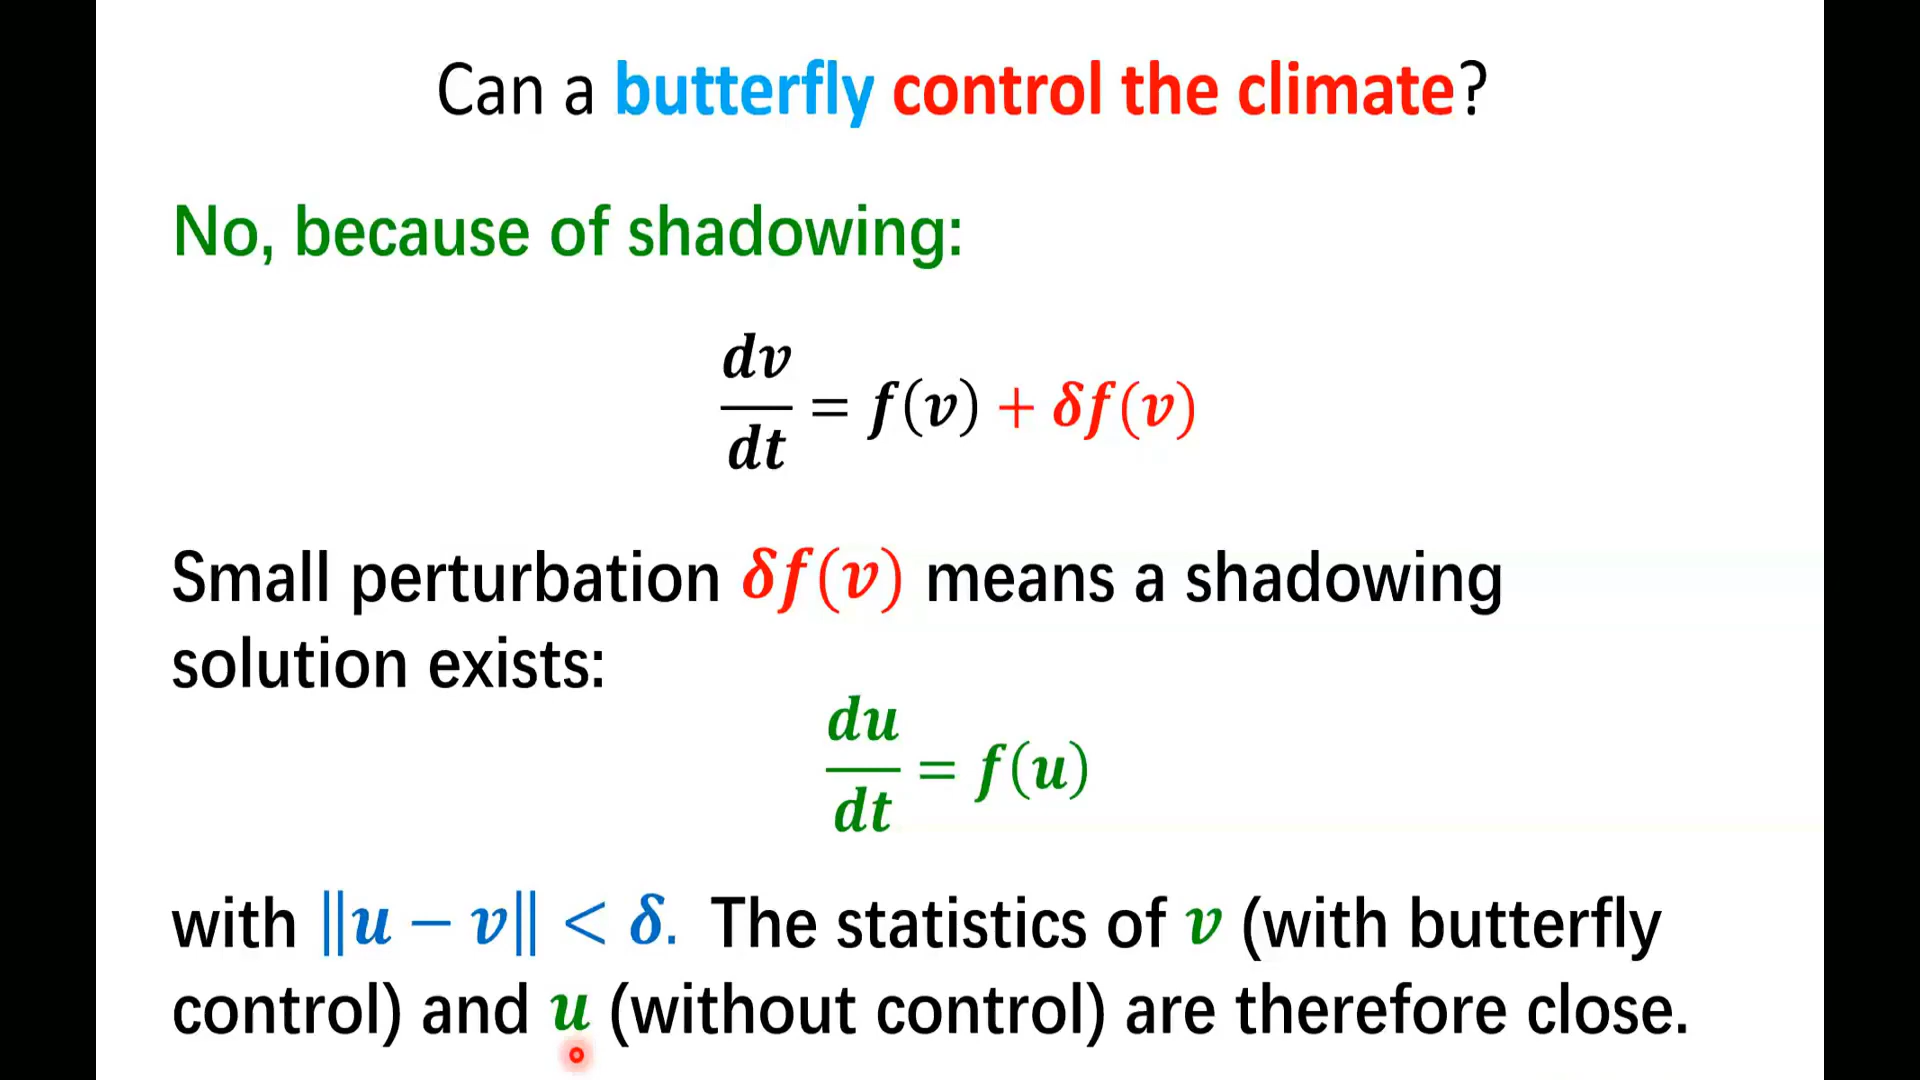 Can a butterfly control the climate?
No, because of shadowing:
dv/dt = f(v) + δf(v)
Small perturbation δf(v) means a shadowing
solution exists:
du/dt = f(u)
with ‖u − v‖ < δ. The statistics of v (with butterfly
control) and u (without control) are therefore close.